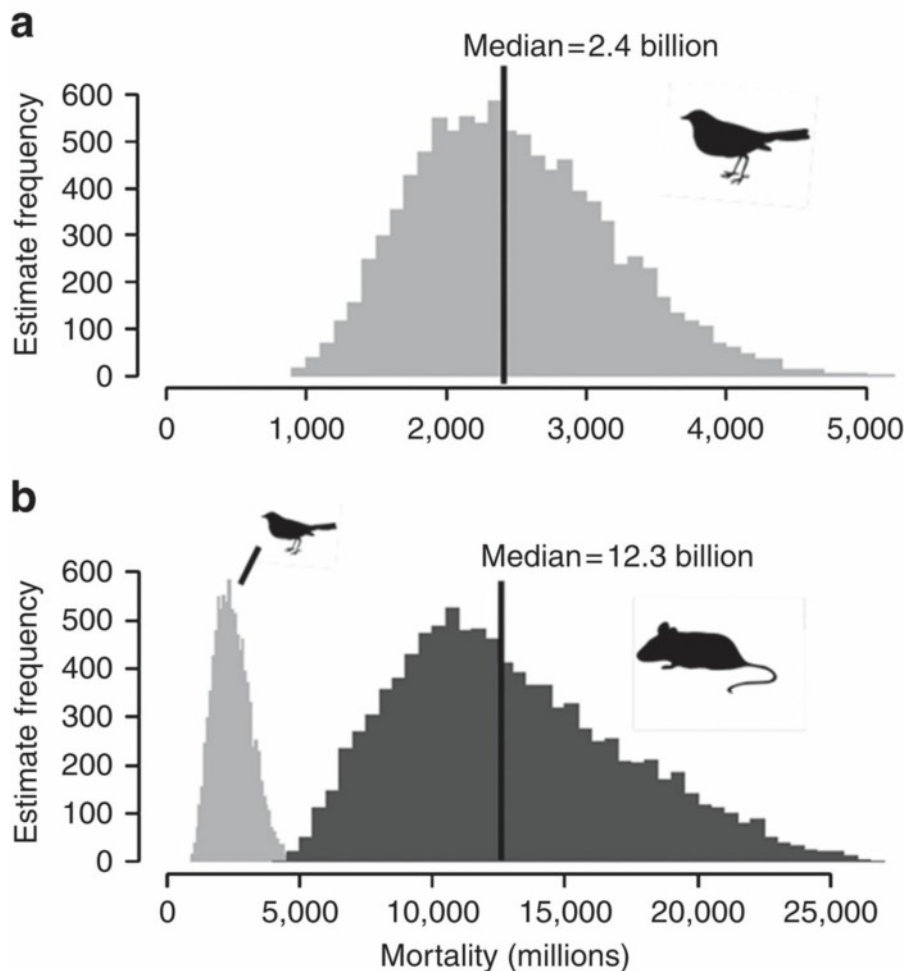 a
Median=2.4 billion
Estimate frequency
600
500
400
300
200
100
0
0 1,000 2,000 3,000 4,000 5,000
b
Median=12.3 billion
Estimate frequency
600
500
400
300
200
100
0
0 5,000 10,000 15,000 20,000 25,000
Mortality (millions)